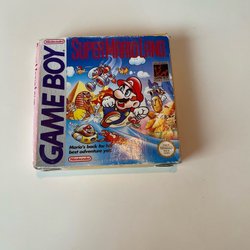 GAME BOY
SUPER MARIO LAND
Nintendo
Mario's back for his
best adventure yet!
Nintendo